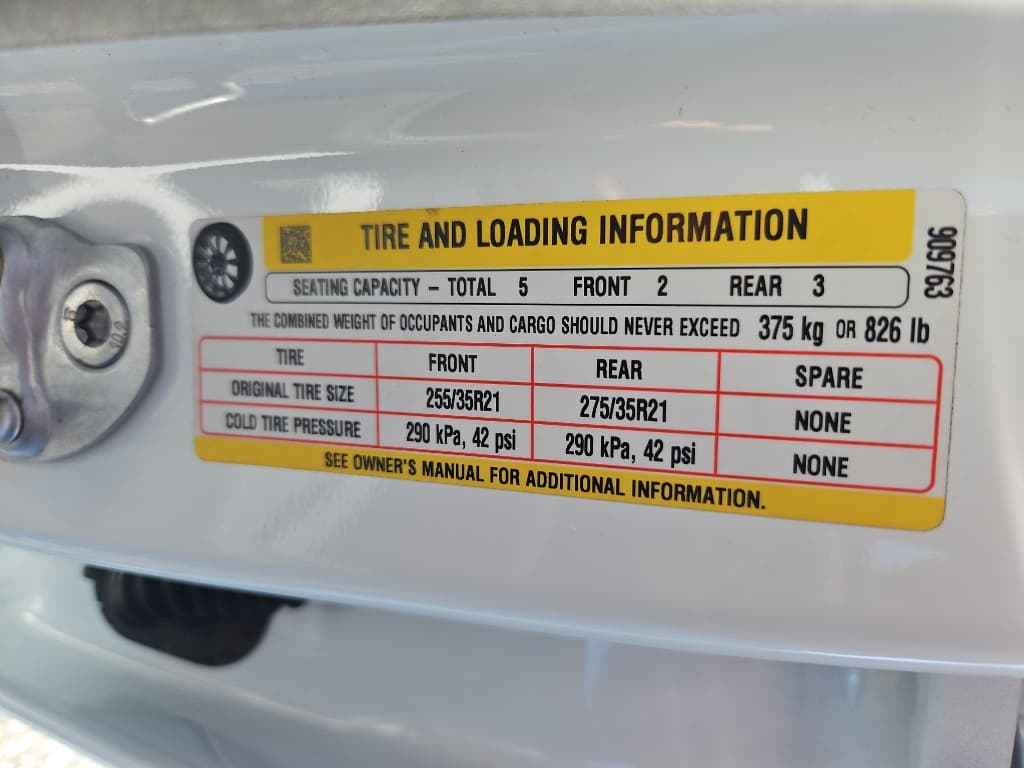 TIRE AND LOADING INFORMATION
SEATING CAPACITY – TOTAL 5 FRONT 2 REAR 3
THE COMBINED WEIGHT OF OCCUPANTS AND CARGO SHOULD NEVER EXCEED 375 kg OR 826 lb
TIRE FRONT REAR SPARE
ORIGINAL TIRE SIZE 255/35R21 275/35R21 NONE
COLD TIRE PRESSURE 290 kPa, 42 psi 290 kPa, 42 psi NONE
SEE OWNER'S MANUAL FOR ADDITIONAL INFORMATION.
909763
10.9